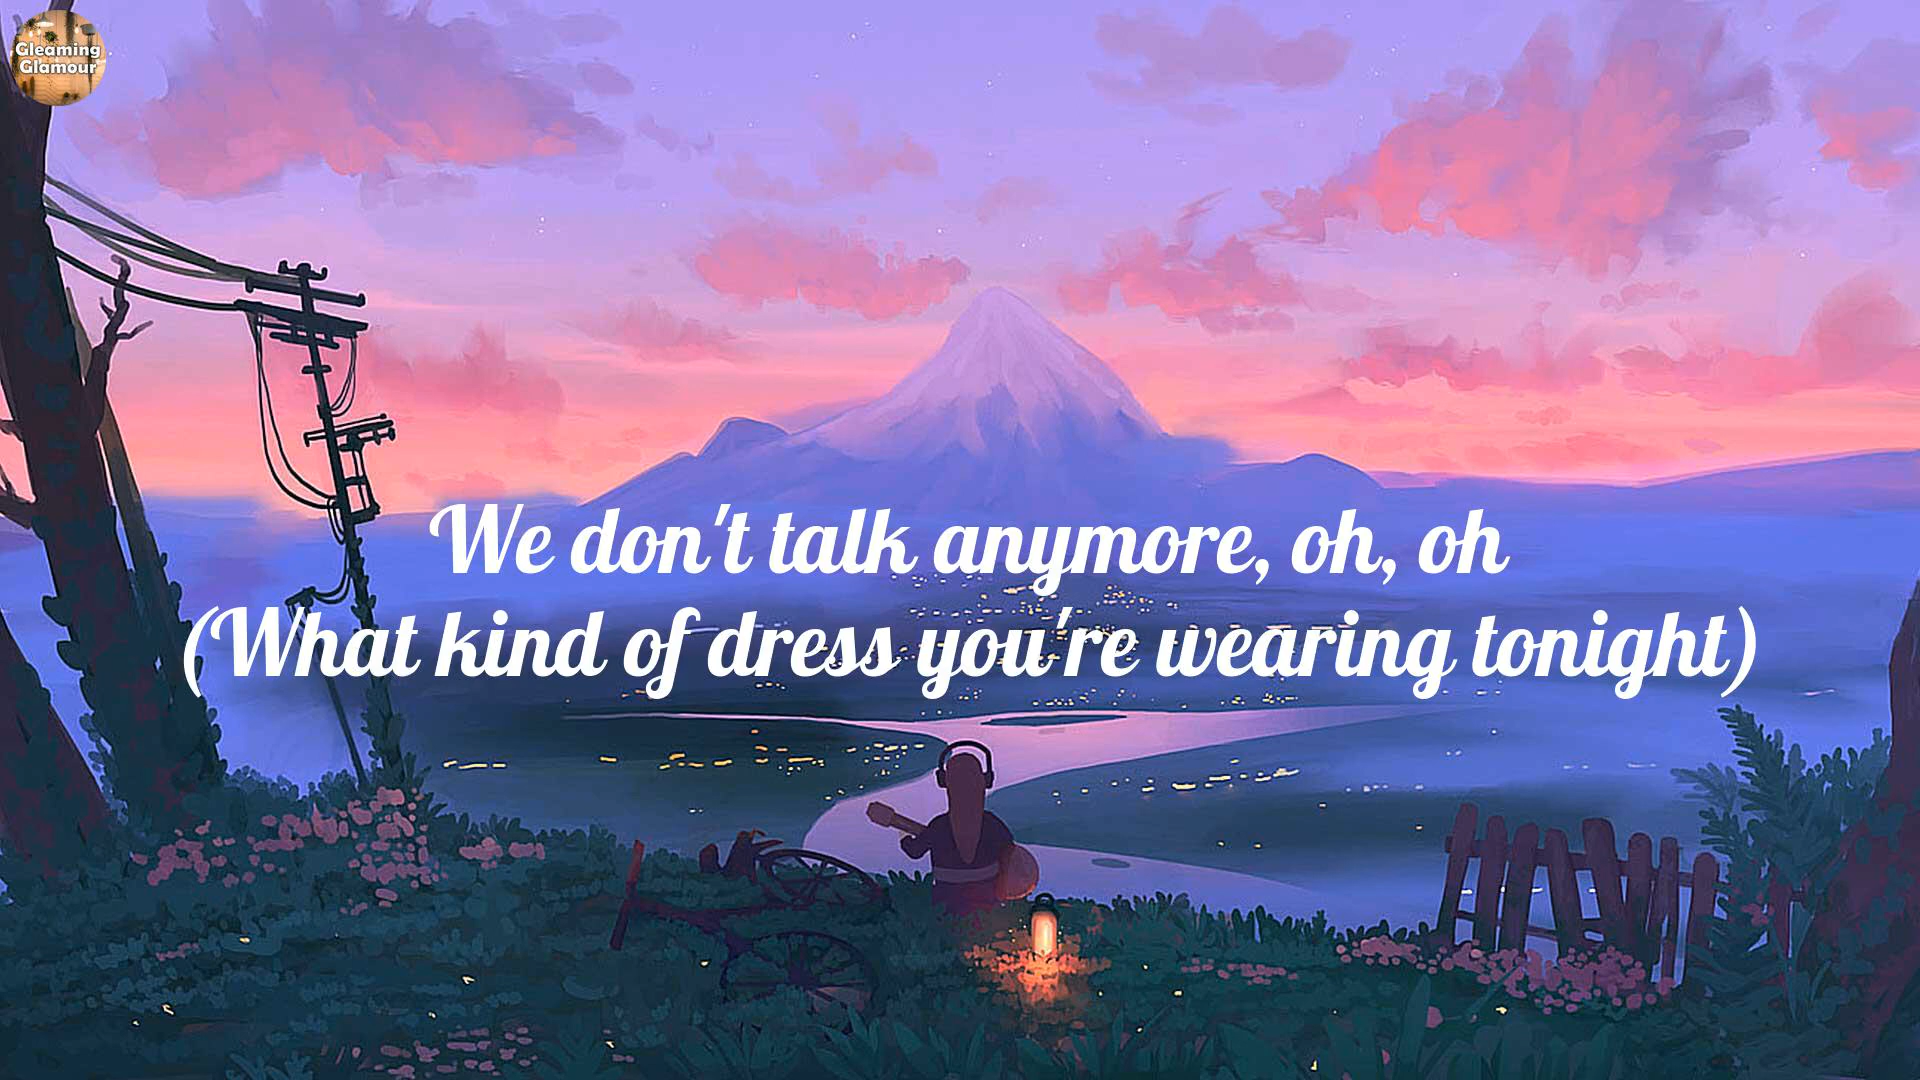 Gleaming
Glamour
We don't talk anymore, oh, oh
(What kind of dress you're wearing tonight)